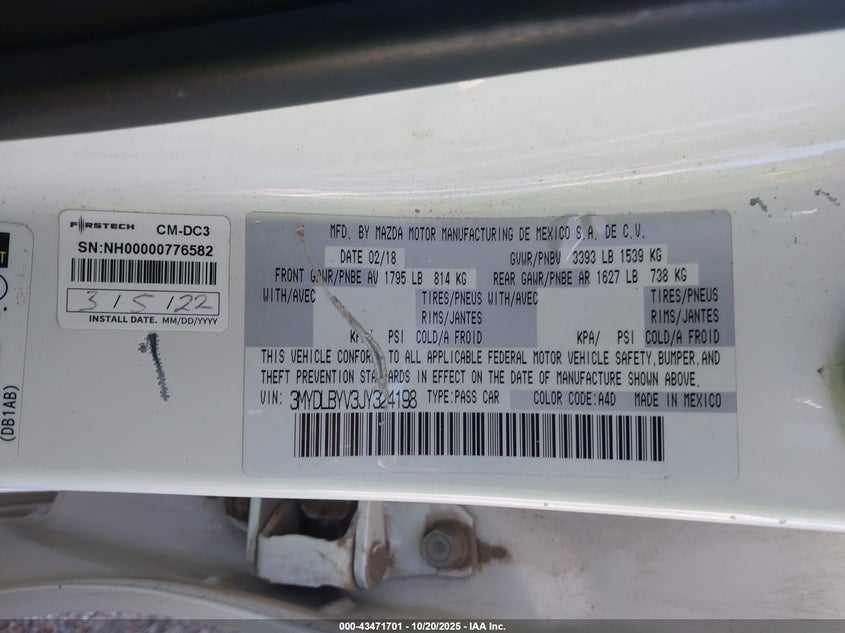 FIRSTECH CM-DC3
SN:NH00000776582
3/5/22
INSTALL DATE. MM/DD/YYYY
(DB1AB)
MFD. BY MAZDA MOTOR MANUFACTURING DE MEXICO S.A. DE C.V.
DATE 02/18 GVWR/PNBV 3393 LB 1539 KG
FRONT GAWR/PNBE AV 1795 LB 814 KG REAR GAWR/PNBE AR 1627 LB 738 KG
WITH/AVEC TIRES/PNEUS WITH/AVEC TIRES/PNEUS
RIMS/JANTES RIMS/JANTES
KPA/ PSI COLD/A FROID KPA/ PSI COLD/A FROID
THIS VEHICLE CONFORMS TO ALL APPLICABLE FEDERAL MOTOR VEHICLE SAFETY,BUMPER,AND
THEFT PREVENTION STANDARDS IN EFFECT ON THE DATE OF MANUFACTURE SHOWN ABOVE.
VIN: 3MYDLBYV3JY324198 TYPE:PASS CAR COLOR CODE:A4D MADE IN MEXICO
000-43471701 - 10/20/2025 - IAA Inc.